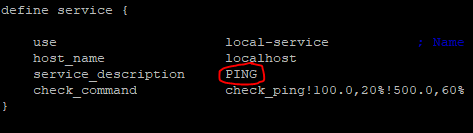 define service {
use local-service ; Name
host_name localhost
service_description PING
check_command check_ping!100.0,20%!500.0,60%
}